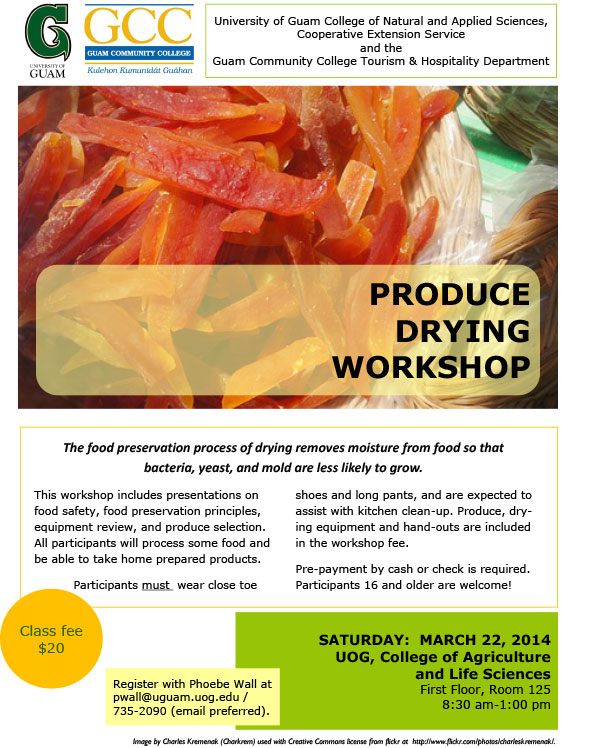 UNIVERSITY OF
GUAM
GCC
GUAM COMMUNITY COLLEGE
Kulehon Kumunidåt Guåhan
University of Guam College of Natural and Applied Sciences,
Cooperative Extension Service
and the
Guam Community College Tourism & Hospitality Department
PRODUCE
DRYING
WORKSHOP
The food preservation process of drying removes moisture from food so that
bacteria, yeast, and mold are less likely to grow.
This workshop includes presentations on
food safety, food preservation principles,
equipment review, and produce selection.
All participants will process some food and
be able to take home prepared products.
Participants must wear close toe
shoes and long pants, and are expected to
assist with kitchen clean-up. Produce, dry-
ing equipment and hand-outs are included
in the workshop fee.
Pre-payment by cash or check is required.
Participants 16 and older are welcome!
Class fee
$20
Register with Phoebe Wall at
pwall@uguam.uog.edu /
735-2090 (email preferred).
SATURDAY: MARCH 22, 2014
UOG, College of Agriculture
and Life Sciences
First Floor, Room 125
8:30 am-1:00 pm
Image by Charles Kremenak (Charkrem) used with Creative Commons license from flickr at http://www.flickr.com/photos/charleskremenak/.